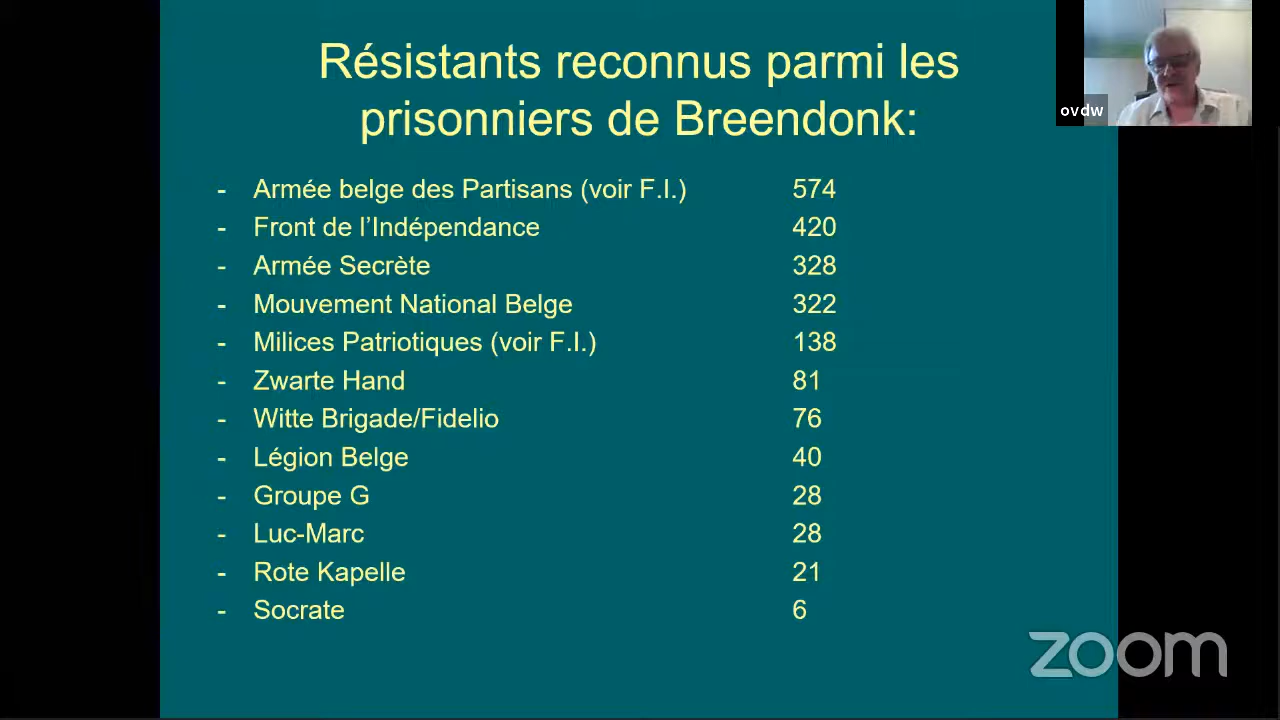 Résistants reconnus parmi les
prisonniers de Breendonk:
ovdw
- Armée belge des Partisans (voir F.I.) 574
- Front de l’Indépendance 420
- Armée Secrète 328
- Mouvement National Belge 322
- Milices Patriotiques (voir F.I.) 138
- Zwarte Hand 81
- Witte Brigade/Fidelio 76
- Légion Belge 40
- Groupe G 28
- Luc-Marc 28
- Rote Kapelle 21
- Socrate 6
zoom